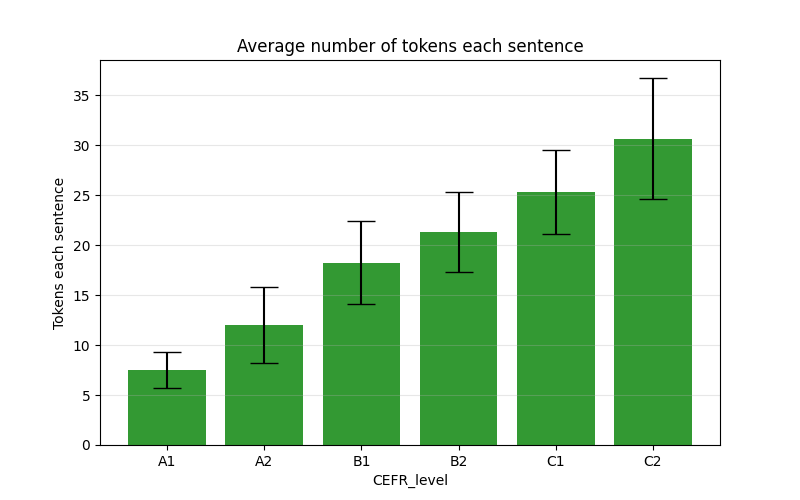 Average number of tokens each sentence
Tokens each sentence
35
30
25
20
15
10
5
0
A1 A2 B1 B2 C1 C2
CEFR_level